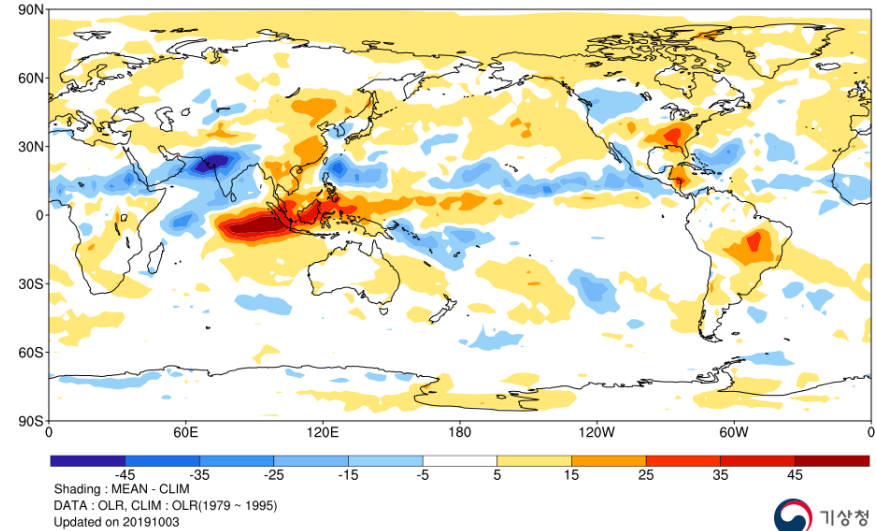 90N
60N
30N
0
30S
60S
90S
0 60E 120E 180 120W 60W 0
-45 -35 -25 -15 -5 5 15 25 35 45
Shading : MEAN - CLIM
DATA : OLR, CLIM : OLR(1979 ~ 1995)
Updated on 20191003
기상청